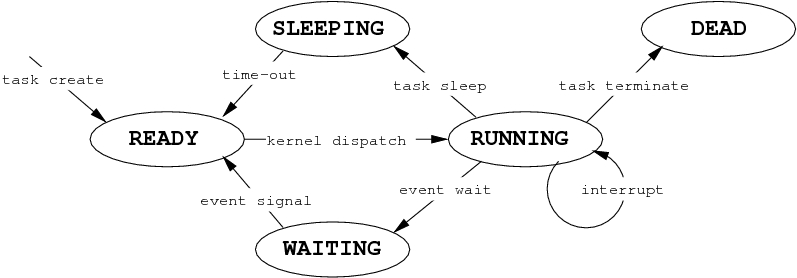 SLEEPING
DEAD
time-out
task create
task sleep
task terminate
READY
kernel dispatch
RUNNING
event signal
event wait
interrupt
WAITING